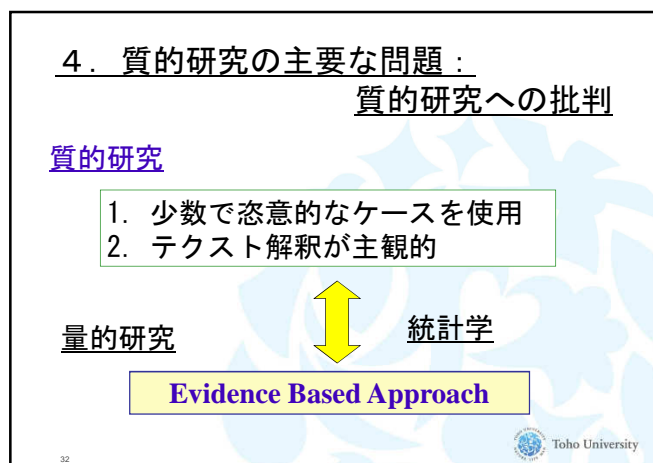 ４．質的研究の主要な問題：
質的研究への批判
質的研究
1. 少数で恣意的なケースを使用
2. テクスト解釈が主観的
量的研究
統計学
Evidence Based Approach
32
Toho University